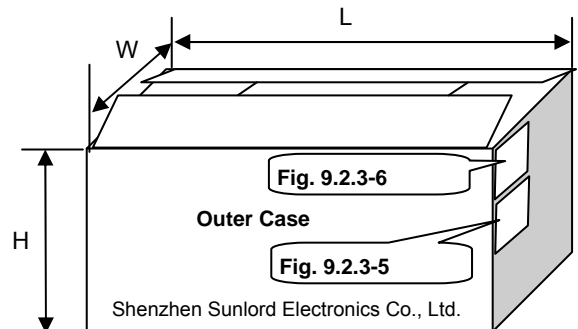 L
W
Fig. 9.2.3-6
Outer Case
H
Fig. 9.2.3-5
Shenzhen Sunlord Electronics Co., Ltd.